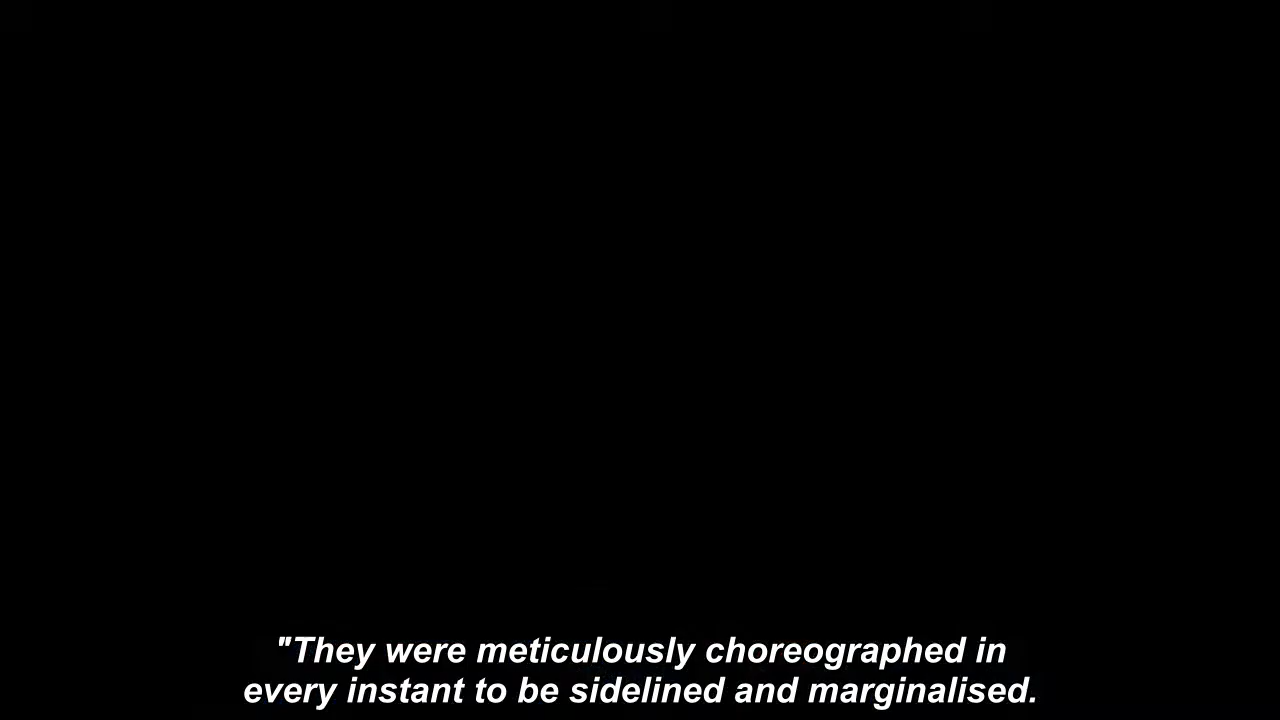 "They were meticulously choreographed in
every instant to be sidelined and marginalised.